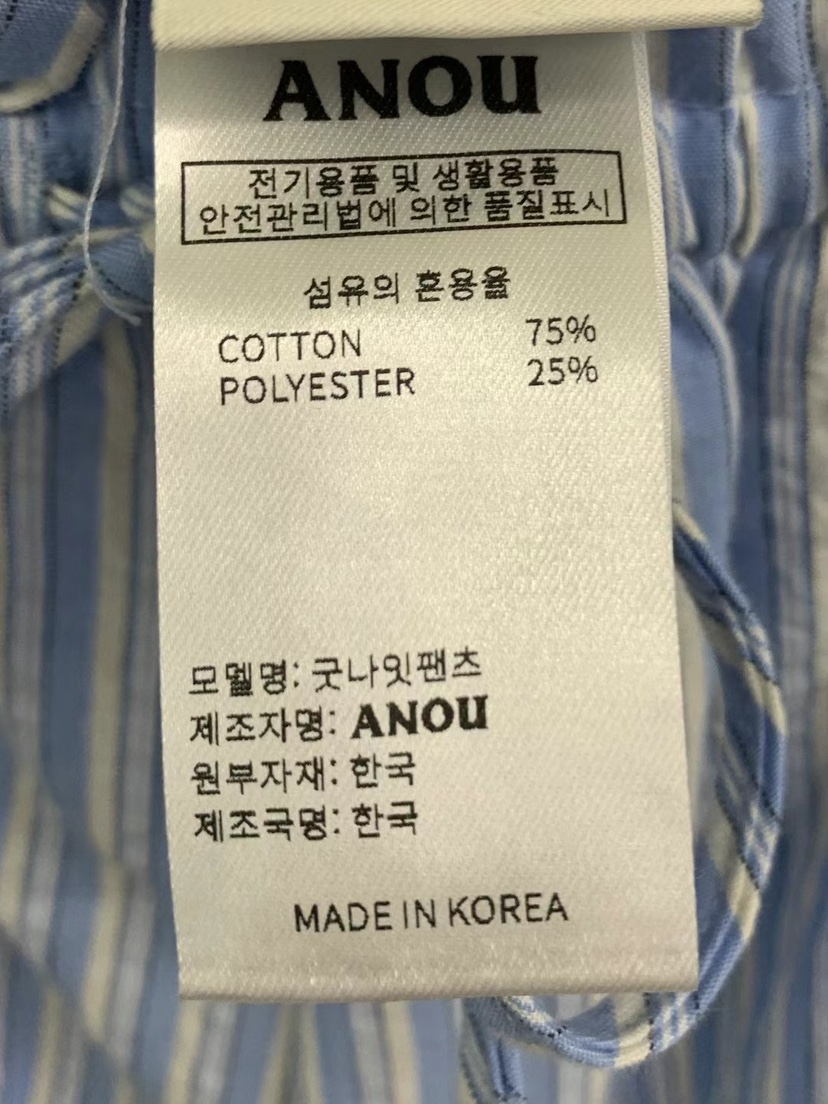 ANOU
전기용품 및 생활용품
안전관리법에 의한 품질표시
섬유의 혼용율
COTTON 75%
POLYESTER 25%
모델명: 굿나잇팬츠
제조자명: ANOU
원부자재: 한국
제조국명: 한국
MADE IN KOREA